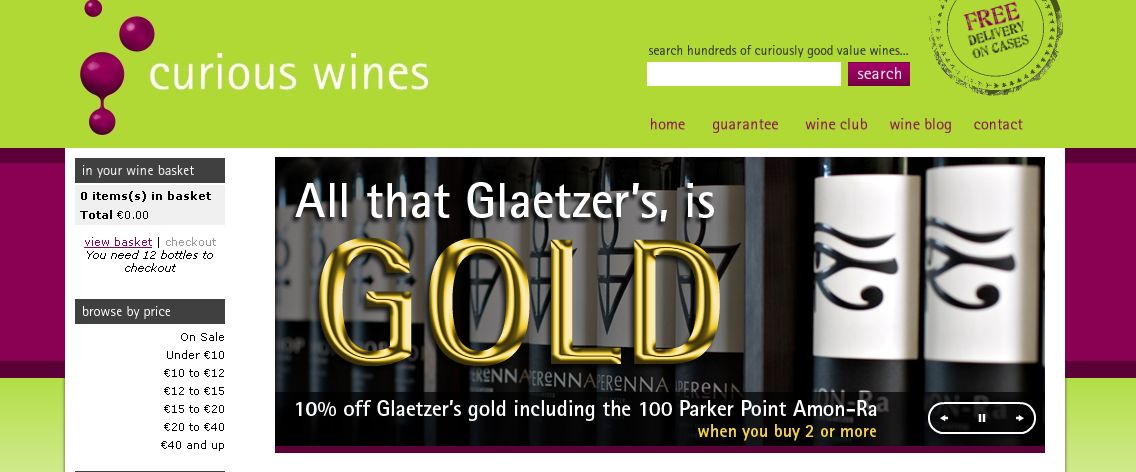 curious wines
search hundreds of curiously good value wines...
search
FREE
DELIVERY
ON CASES
home guarantee wine club wine blog contact
in your wine basket
0 items(s) in basket
Total €0.00
view basket | checkout
You need 12 bottles to
checkout
browse by price
On Sale
Under €10
€10 to €12
€12 to €15
€15 to €20
€20 to €40
€40 and up
All that Glaetzer's, is
GOLD
10% off Glaetzer's gold including the 100 Parker Point Amon-Ra
when you buy 2 or more